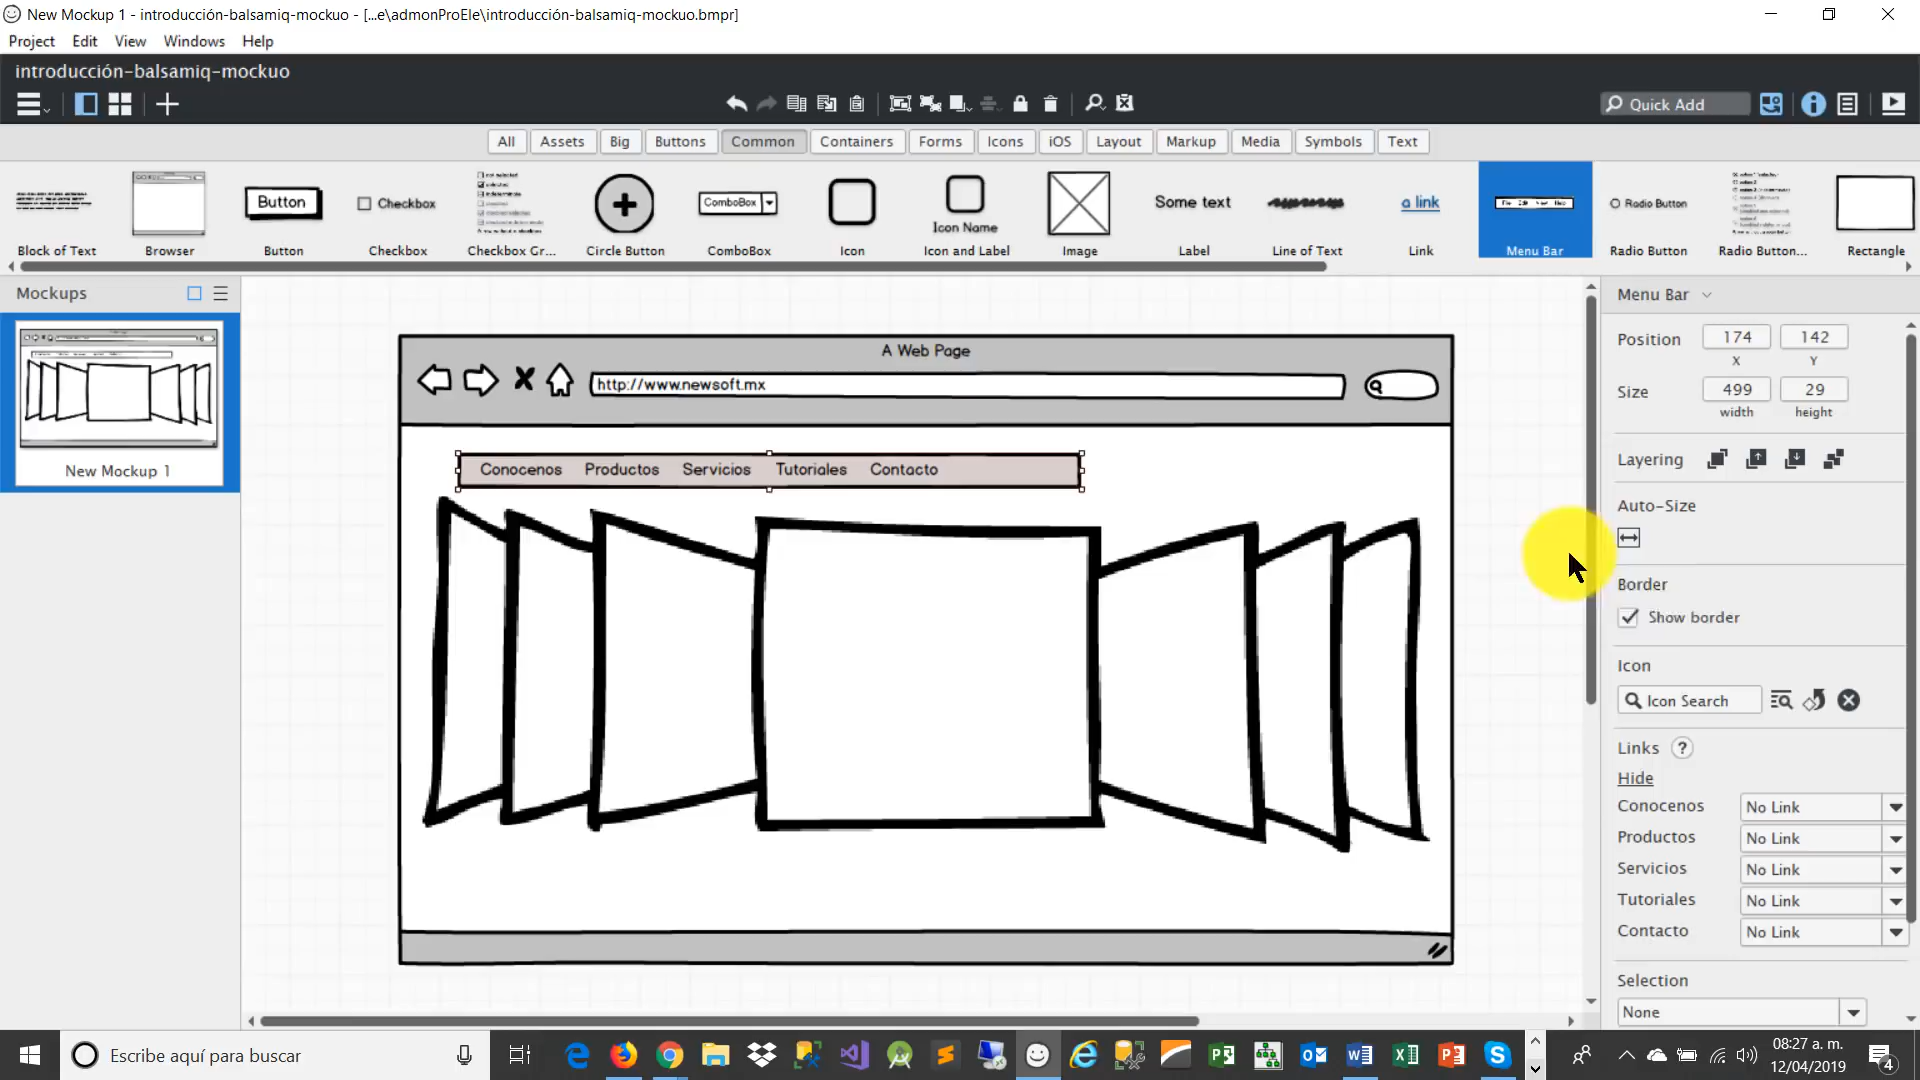 New Mockup 1 - introducción-balsamiq-mockuo - [...e\admonProEle\introducción-balsamiq-mockuo.bmpr]
Project Edit View Windows Help
introducción-balsamiq-mockuo
Quick Add
All Assets Big Buttons Common Containers Forms Icons iOS Layout Markup Media Symbols Text
Button
Checkbox
ComboBox
Icon Name
Some text
a link
Radio Button
Block of Text Browser Button Checkbox Checkbox Gr... Circle Button ComboBox Icon Icon and Label Image Label Line of Text Link Menu Bar Radio Button Radio Button... Rectangle
Mockups
New Mockup 1
A Web Page
http://www.newsoft.mx
Conocenos Productos Servicios Tutoriales Contacto
Menu Bar
Position 174 142
X Y
Size 499 29
width height
Layering
Auto-Size
Border
Show border
Icon
Icon Search
Links ?
Hide
Conocenos No Link
Productos No Link
Servicios No Link
Tutoriales No Link
Contacto No Link
Selection
None
Escribe aquí para buscar
08:27 a. m.
12/04/2019
4